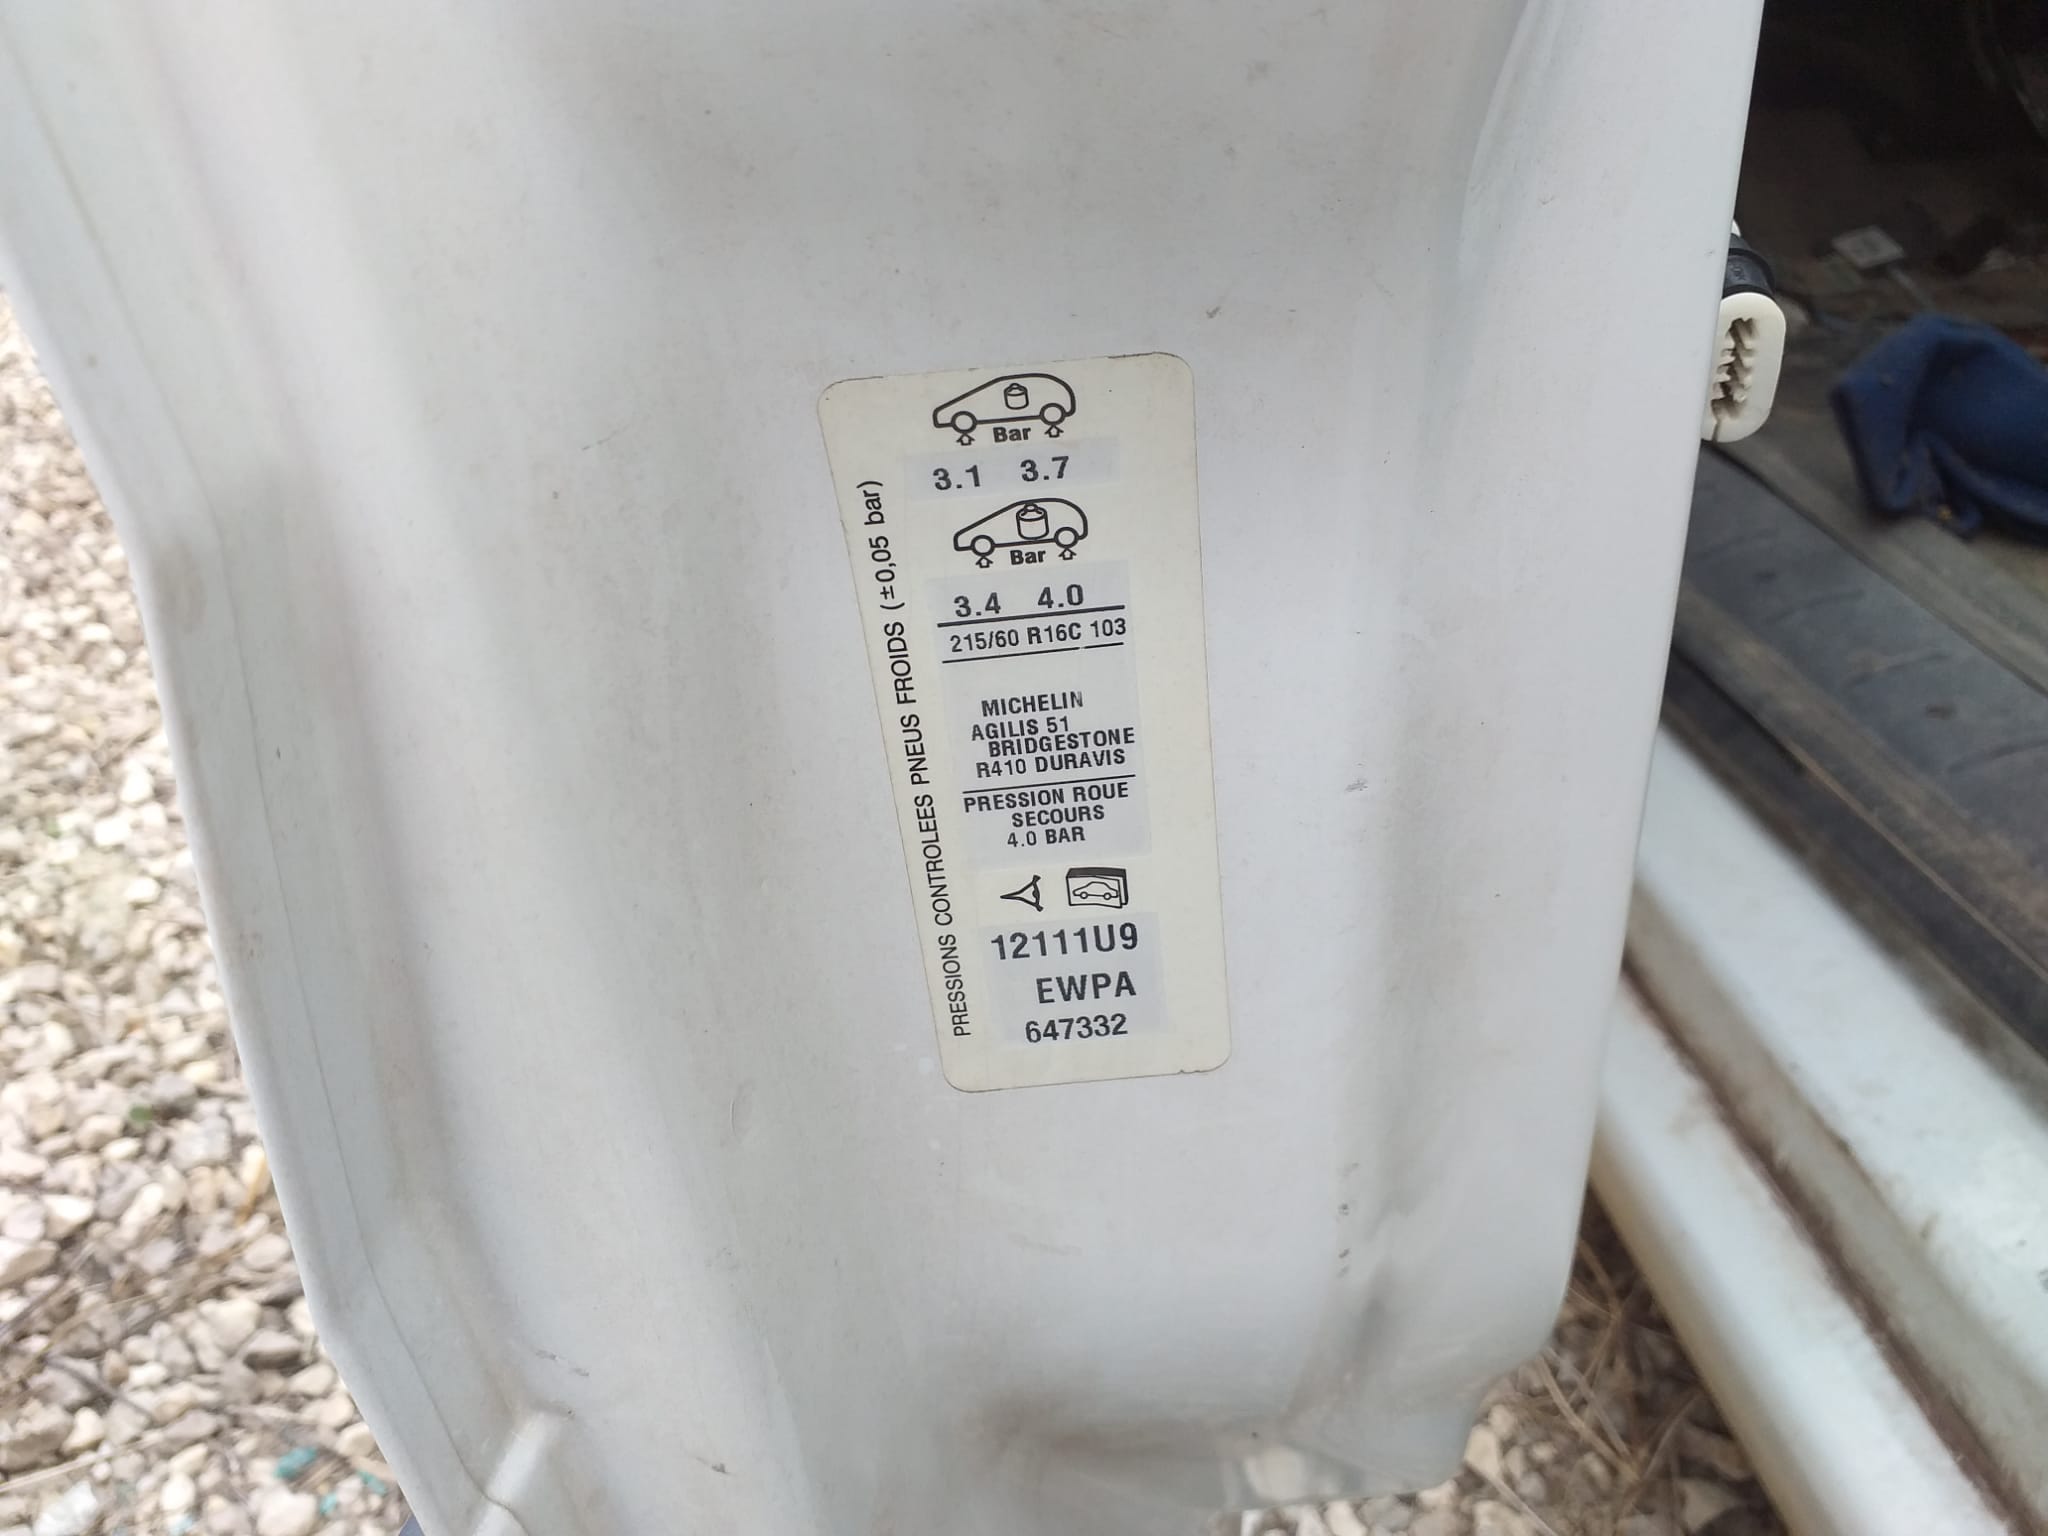 Bar
3.1 3.7
Bar
3.4 4.0
215/60 R16C 103
MICHELIN
AGILIS 51
BRIDGESTONE
R410 DURAVIS
PRESSION ROUE
SECOURS
4.0 BAR
12111U9
EWPA
647332
PRESSIONS CONTROLEES PNEUS FROIDS (±0,05 bar)